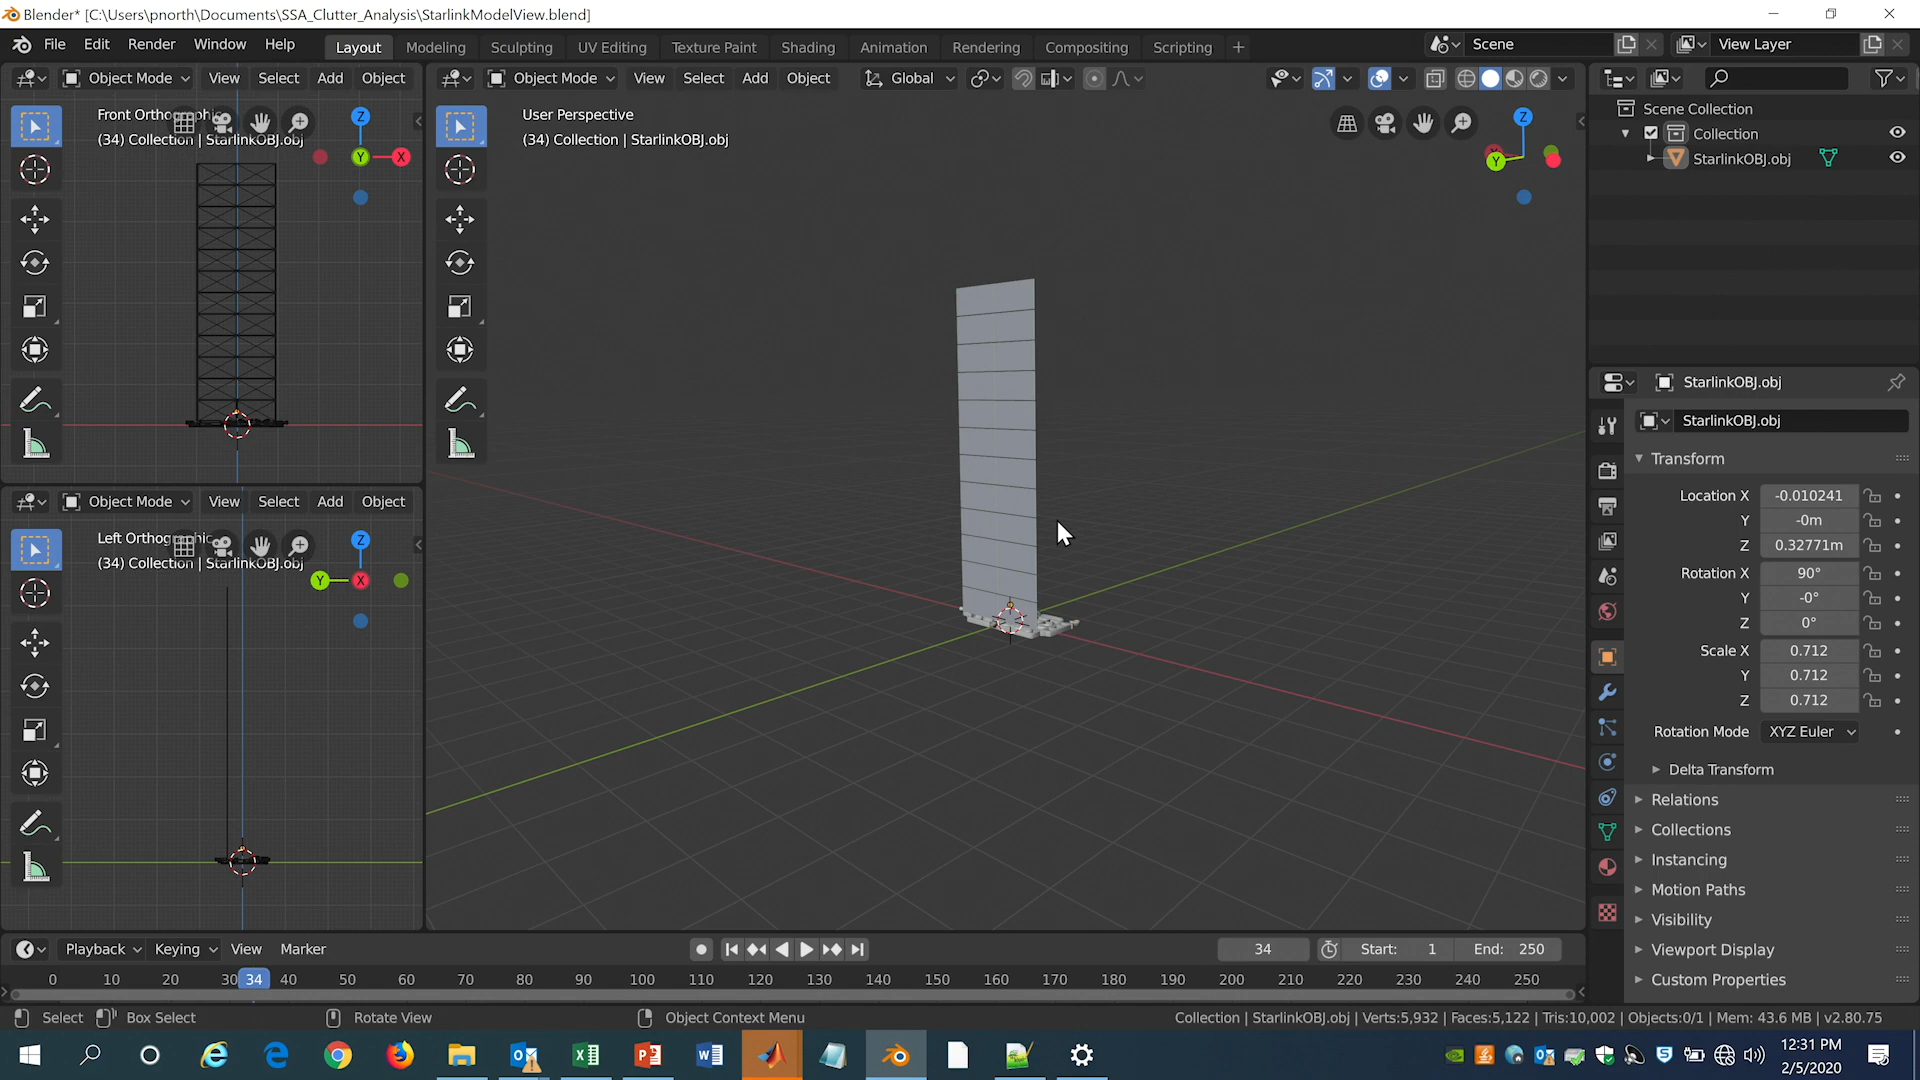 Blender* [C:\Users\pnorth\Documents\SSA_Clutter_Analysis\StarlinkModelView.blend]
File Edit Render Window Help Layout Modeling Sculpting UV Editing Texture Paint Shading Animation Rendering Compositing Scripting + Scene View Layer
Object Mode View Select Add Object
Object Mode View Select Add Object Global
Front Orthographic
(34) Collection | StarlinkOBJ.obj
Z
Y
X
User Perspective
(34) Collection | StarlinkOBJ.obj
Z
Y
Scene Collection
Collection
StarlinkOBJ.obj
Object Mode View Select Add Object
Left Orthographic
(34) Collection | StarlinkOBJ.obj
Z
Y
X
StarlinkOBJ.obj
StarlinkOBJ.obj
Transform
Location X -0.010241
Y -0m
Z 0.32771m
Rotation X 90°
Y -0°
Z 0°
Scale X 0.712
Y 0.712
Z 0.712
Rotation Mode XYZ Euler
Delta Transform
Relations
Collections
Instancing
Motion Paths
Visibility
Viewport Display
Custom Properties
Playback Keying View Marker 34 Start: 1 End: 250
0 10 20 30 34 40 50 60 70 80 90 100 110 120 130 140 150 160 170 180 190 200 210 220 230 240 250
Select Box Select Rotate View Object Context Menu Collection | StarlinkOBJ.obj | Verts:5,932 | Faces:5,122 | Tris:10,002 | Objects:0/1 | Mem: 43.6 MB | v2.80.75
12:31 PM
2/5/2020